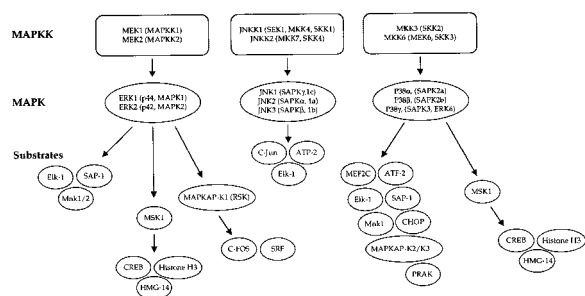 MAPKK
MEK1 (MAPKK1)
MEK2 (MAPKK2)
JNKK1 (SEK1, MKK4, SKK1)
JNKK2 (MKK7, SKK4)
MKK3 (SKK2)
MKK6 (MEK6, SKK3)
MAPK
ERK1 (p44, MAPK1)
ERK2 (p42, MAPK2)
JNK1 (SAPKγ,1c)
JNK2 (SAPKα, 1a)
JNK3 (SAPKβ, 1b)
P38α, (SAPK2a)
P38β, (SAPK2b)
P38γ, (SAPK3, ERK6)
Substrates
Elk-1
SAP-1
Mnk1/2
MSK1
CREB
Histone H3
HMG-14
MAPKAP-K1 (RSK)
C-FOS
SRF
C-Jun
ATP-2
Elk-1
MEF2C
ATF-2
Elk-1
SAP-1
Mnk1
CHOP
MAPKAP-K2/K3
PRAK
MSK1
CREB
Histone H3
HMG-14